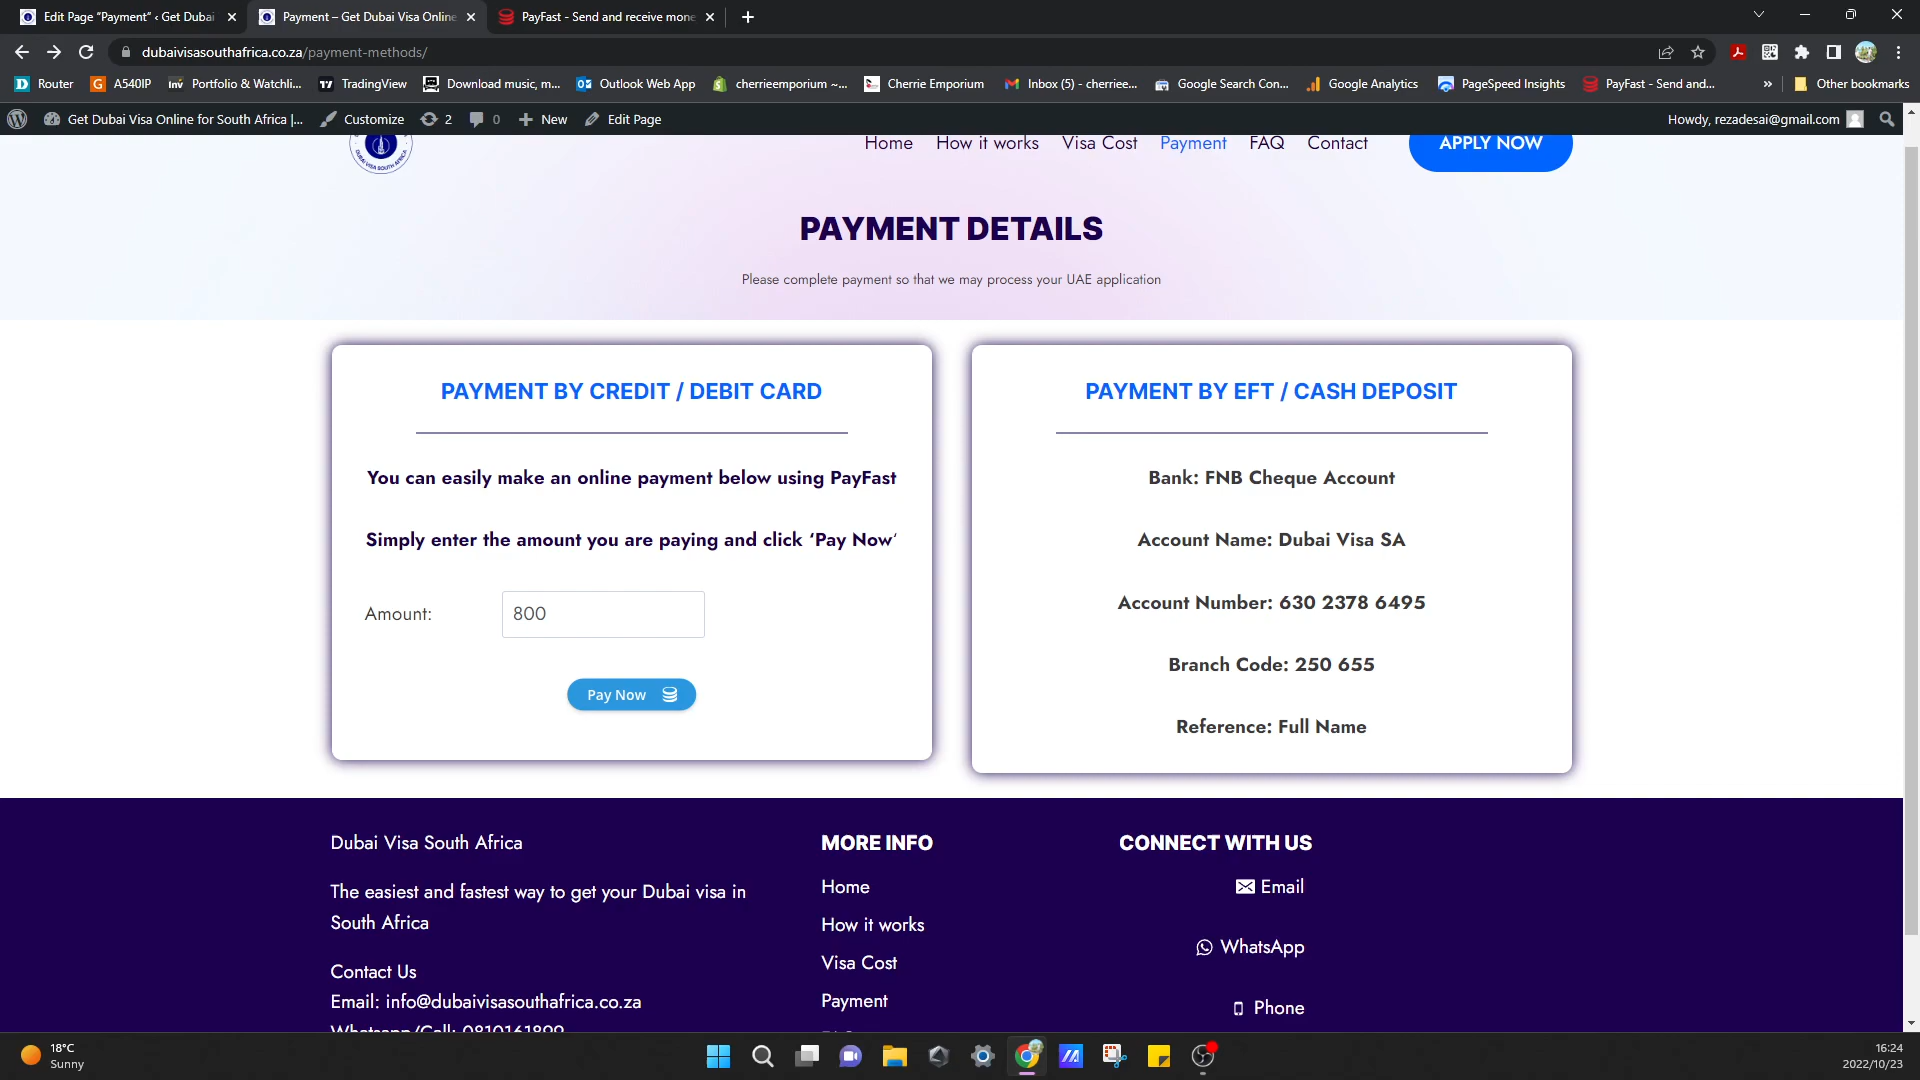 Edit Page "Payment" ‹ Get Dubai
Payment – Get Dubai Visa Online
PayFast - Send and receive mone
dubaivisasouthafrica.co.za/payment-methods/
Router
A540IP
Inv Portfolio & Watchli...
TradingView
Download music, m...
Outlook Web App
cherrieemporium ~...
Cherrie Emporium
Inbox (5) - cherriee...
Google Search Con...
Google Analytics
PageSpeed Insights
PayFast - Send and...
»
Other bookmarks
Get Dubai Visa Online for South Africa |...
Customize
2
0
New
Edit Page
Howdy, rezadesai@gmail.com
DUBAI VISA SOUTH AFRICA
Home
How it works
Visa Cost
Payment
FAQ
Contact
APPLY NOW
PAYMENT DETAILS
Please complete payment so that we may process your UAE application
PAYMENT BY CREDIT / DEBIT CARD
You can easily make an online payment below using PayFast
Simply enter the amount you are paying and click ‘Pay Now‘
Amount:
800
Pay Now
PAYMENT BY EFT / CASH DEPOSIT
Bank: FNB Cheque Account
Account Name: Dubai Visa SA
Account Number: 630 2378 6495
Branch Code: 250 655
Reference: Full Name
Dubai Visa South Africa
The easiest and fastest way to get your Dubai visa in
South Africa
Contact Us
Email: info@dubaivisasouthafrica.co.za
Whatsapp/Call: 0810161899
MORE INFO
Home
How it works
Visa Cost
Payment
FAQ
CONNECT WITH US
Email
WhatsApp
Phone
18°C
Sunny
16:24
2022/10/23